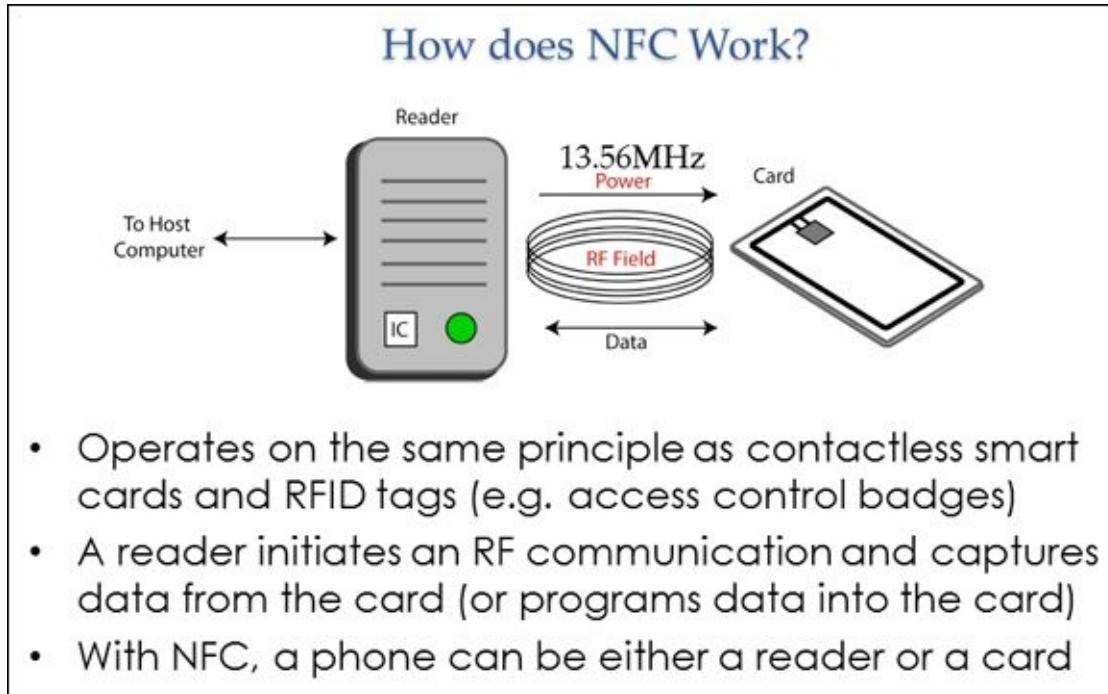 How does NFC Work?
Reader
13.56MHz
Power
Card
To Host
Computer
RF Field
IC
Data
• Operates on the same principle as contactless smart
cards and RFID tags (e.g. access control badges)
• A reader initiates an RF communication and captures
data from the card (or programs data into the card)
• With NFC, a phone can be either a reader or a card